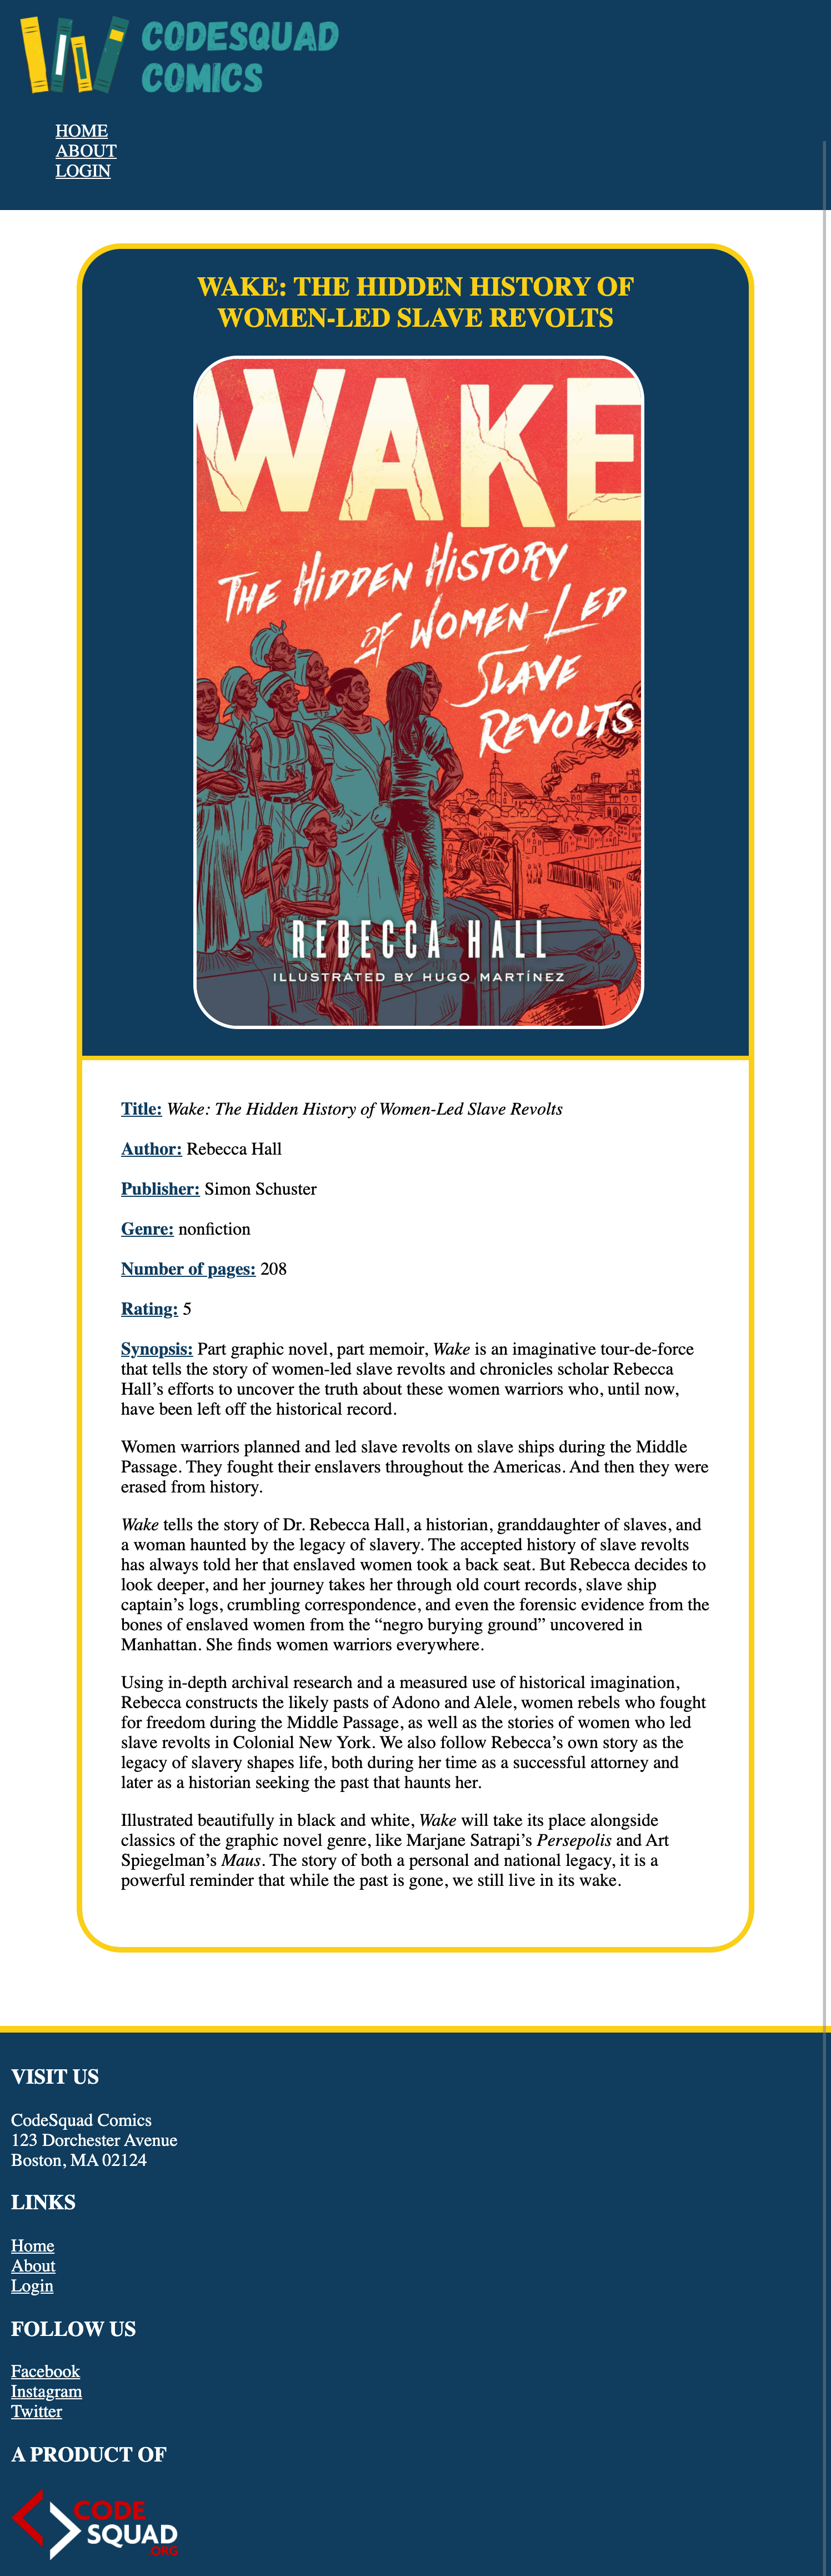 CODESQUAD
COMICS
HOME
ABOUT
LOGIN
WAKE: THE HIDDEN HISTORY OF
WOMEN-LED SLAVE REVOLTS
WAKE
THE HIDDEN HISTORY
OF WOMEN-LED
SLAVE
REVOLTS
REBECCA HALL
ILLUSTRATED BY HUGO MARTÍNEZ
Title: Wake: The Hidden History of Women-Led Slave Revolts
Author: Rebecca Hall
Publisher: Simon Schuster
Genre: nonfiction
Number of pages: 208
Rating: 5
Synopsis: Part graphic novel, part memoir, Wake is an imaginative tour-de-force
that tells the story of women-led slave revolts and chronicles scholar Rebecca
Hall’s efforts to uncover the truth about these women warriors who, until now,
have been left off the historical record.
Women warriors planned and led slave revolts on slave ships during the Middle
Passage. They fought their enslavers throughout the Americas. And then they were
erased from history.
Wake tells the story of Dr. Rebecca Hall, a historian, granddaughter of slaves, and
a woman haunted by the legacy of slavery. The accepted history of slave revolts
has always told her that enslaved women took a back seat. But Rebecca decides to
look deeper, and her journey takes her through old court records, slave ship
captain’s logs, crumbling correspondence, and even the forensic evidence from the
bones of enslaved women from the “negro burying ground” uncovered in
Manhattan. She finds women warriors everywhere.
Using in-depth archival research and a measured use of historical imagination,
Rebecca constructs the likely pasts of Adono and Alele, women rebels who fought
for freedom during the Middle Passage, as well as the stories of women who led
slave revolts in Colonial New York. We also follow Rebecca’s own story as the
legacy of slavery shapes life, both during her time as a successful attorney and
later as a historian seeking the past that haunts her.
Illustrated beautifully in black and white, Wake will take its place alongside
classics of the graphic novel genre, like Marjane Satrapi’s Persepolis and Art
Spiegelman’s Maus. The story of both a personal and national legacy, it is a
powerful reminder that while the past is gone, we still live in its wake.
VISIT US
CodeSquad Comics
123 Dorchester Avenue
Boston, MA 02124
LINKS
Home
About
Login
FOLLOW US
Facebook
Instagram
Twitter
A PRODUCT OF
CODE
SQUAD
.ORG